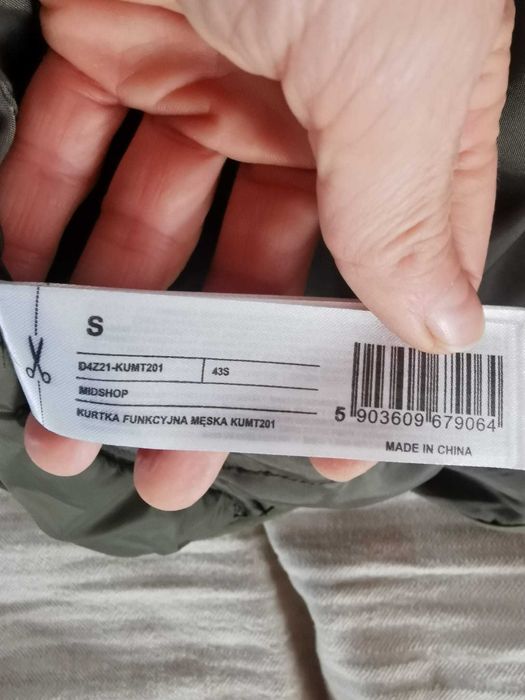 S
D4Z21-KUMT201 43S
MIDSHOP
KURTKA FUNKCYJNA MĘSKA KUMT201
5 903609 679064
MADE IN CHINA